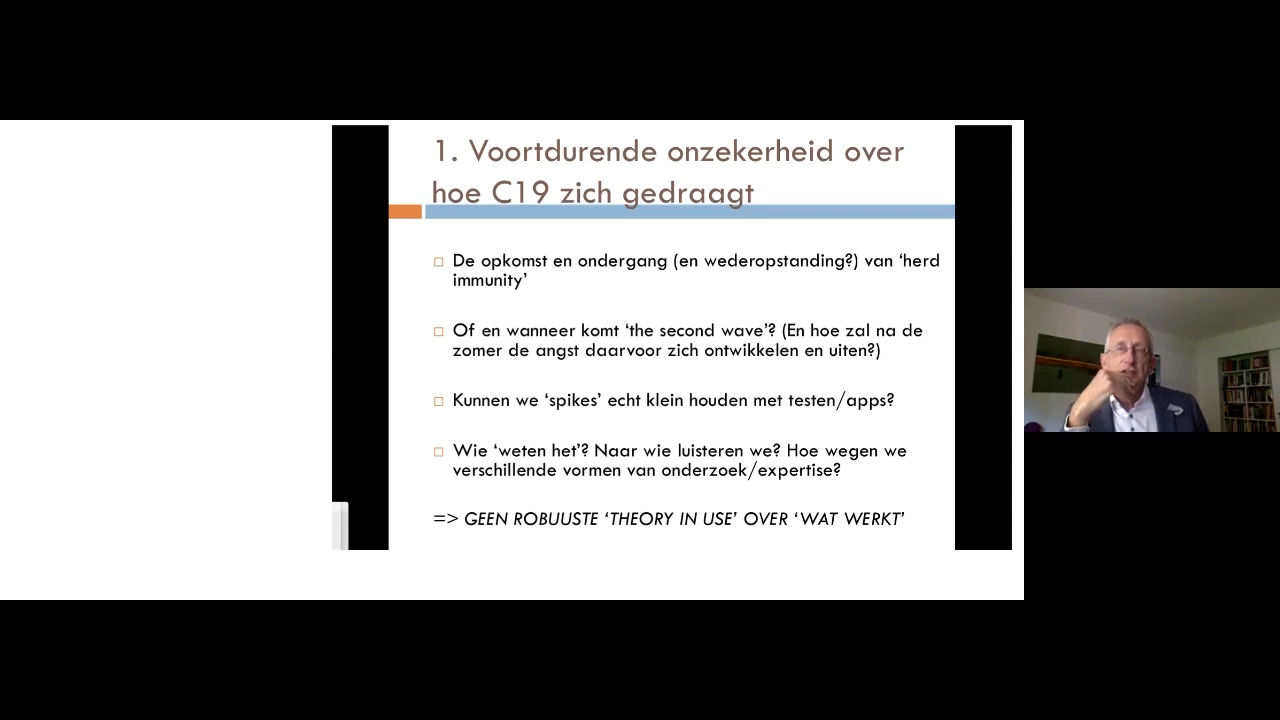 1. Voortdurende onzekerheid over
hoe C19 zich gedraagt
De opkomst en ondergang (en wederopstanding?) van ‘herd
immunity’
Of en wanneer komt ‘the second wave’? (En hoe zal na de
zomer de angst daarvoor zich ontwikkelen en uiten?)
Kunnen we ‘spikes’ echt klein houden met testen/apps?
Wie ‘weten het’? Naar wie luisteren we? Hoe wegen we
verschillende vormen van onderzoek/expertise?
=> GEEN ROBUUSTE ‘THEORY IN USE’ OVER ‘WAT WERKT’